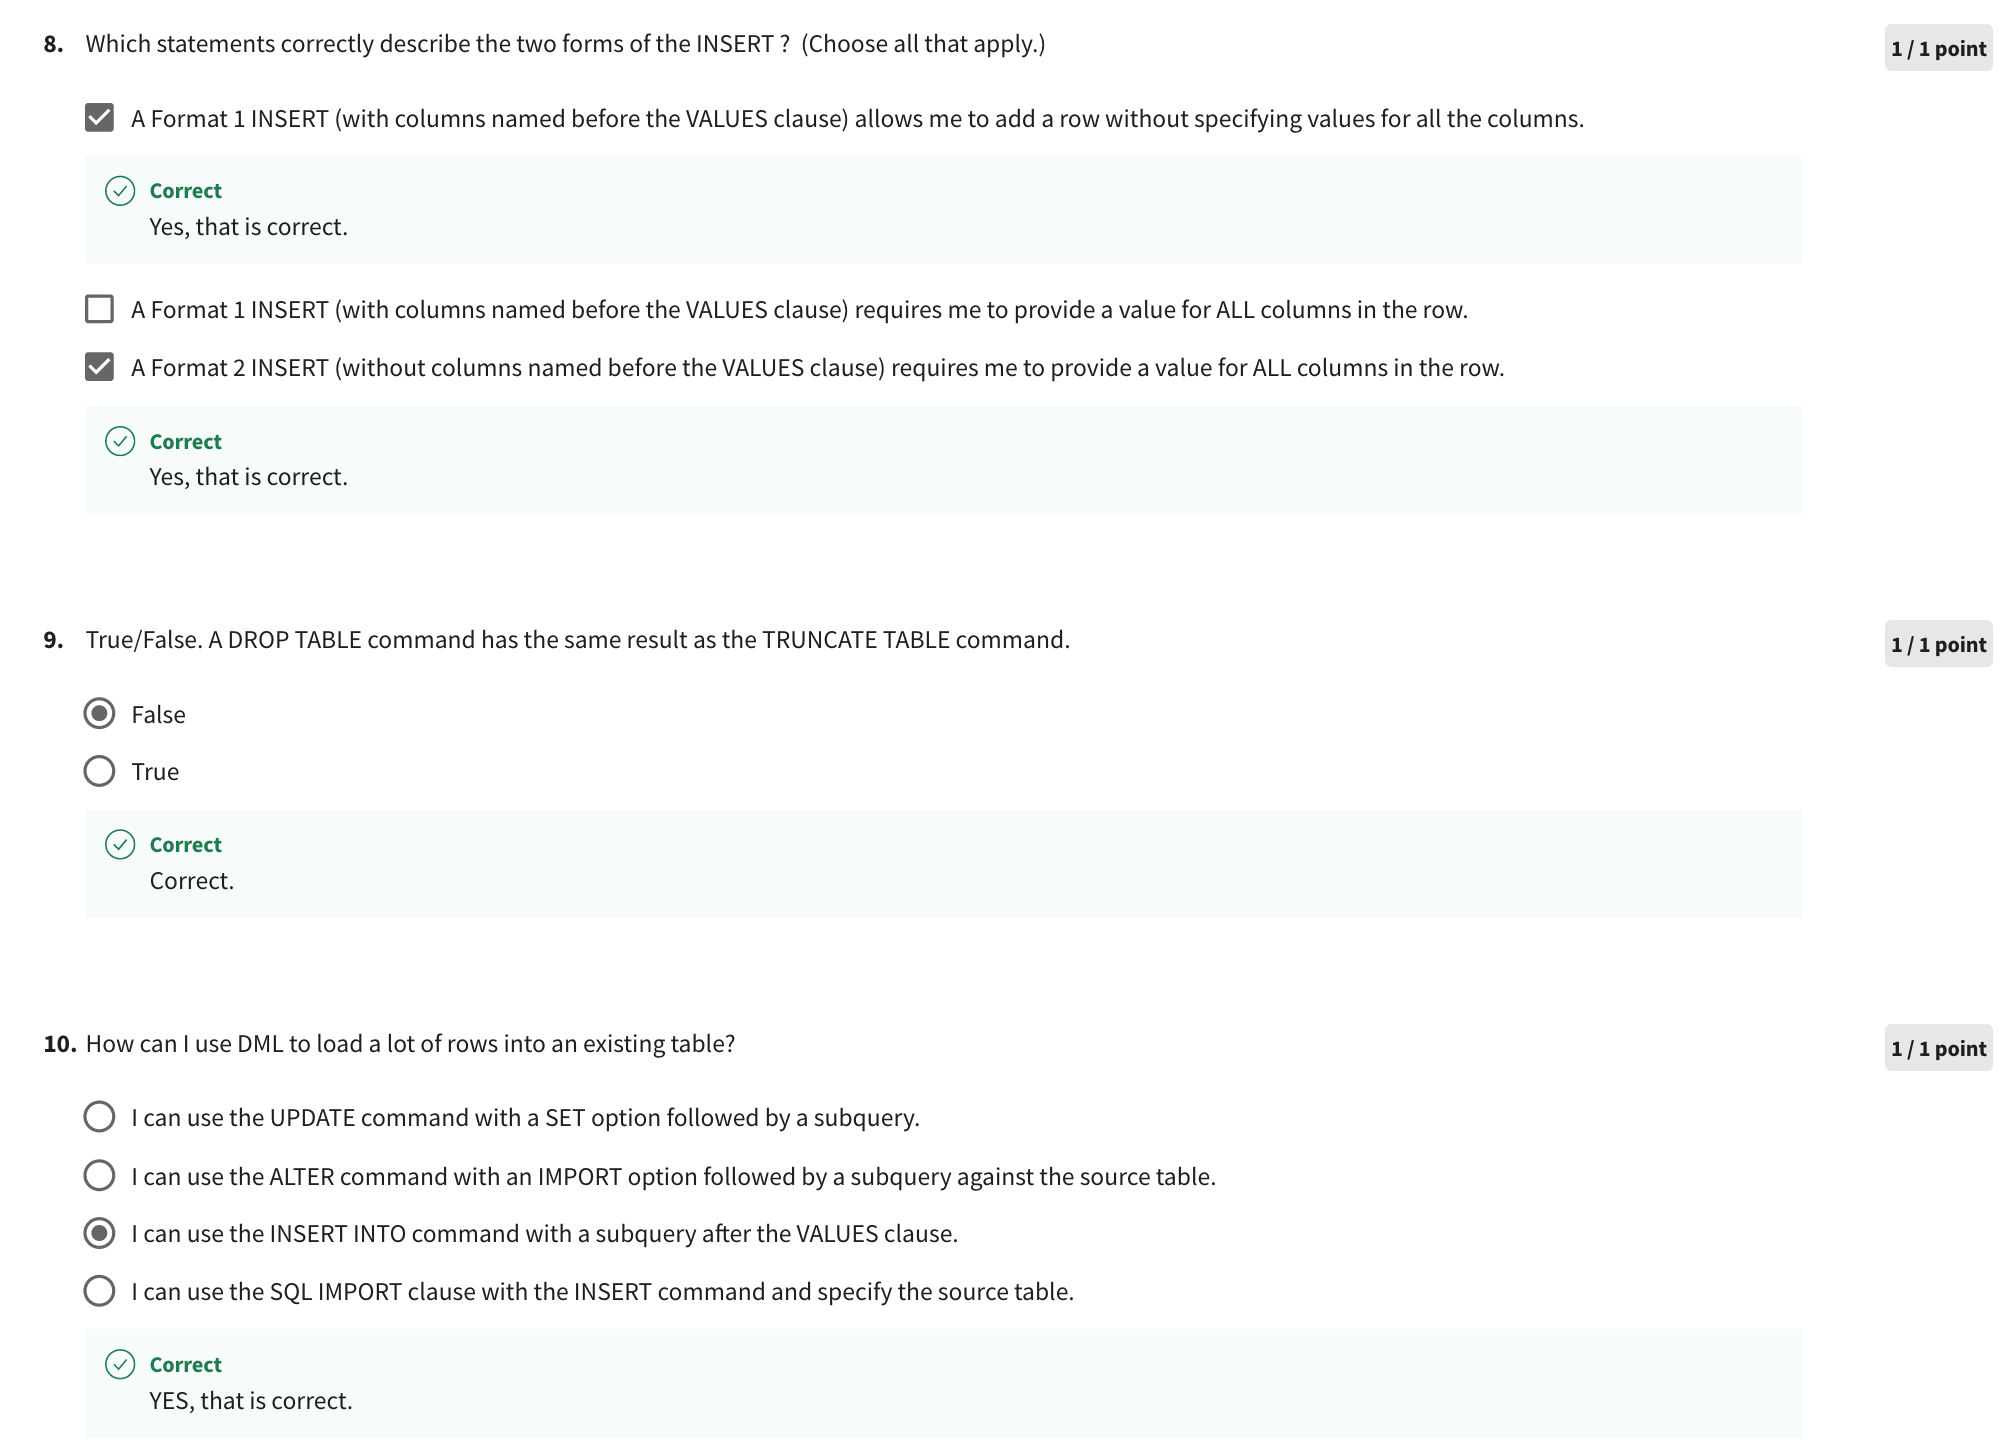 8. Which statements correctly describe the two forms of the INSERT ? (Choose all that apply.)
1 / 1 point
A Format 1 INSERT (with columns named before the VALUES clause) allows me to add a row without specifying values for all the columns.
Correct
Yes, that is correct.
A Format 1 INSERT (with columns named before the VALUES clause) requires me to provide a value for ALL columns in the row.
A Format 2 INSERT (without columns named before the VALUES clause) requires me to provide a value for ALL columns in the row.
Correct
Yes, that is correct.
9. True/False. A DROP TABLE command has the same result as the TRUNCATE TABLE command.
1 / 1 point
False
True
Correct
Correct.
10. How can I use DML to load a lot of rows into an existing table?
1 / 1 point
I can use the UPDATE command with a SET option followed by a subquery.
I can use the ALTER command with an IMPORT option followed by a subquery against the source table.
I can use the INSERT INTO command with a subquery after the VALUES clause.
I can use the SQL IMPORT clause with the INSERT command and specify the source table.
Correct
YES, that is correct.